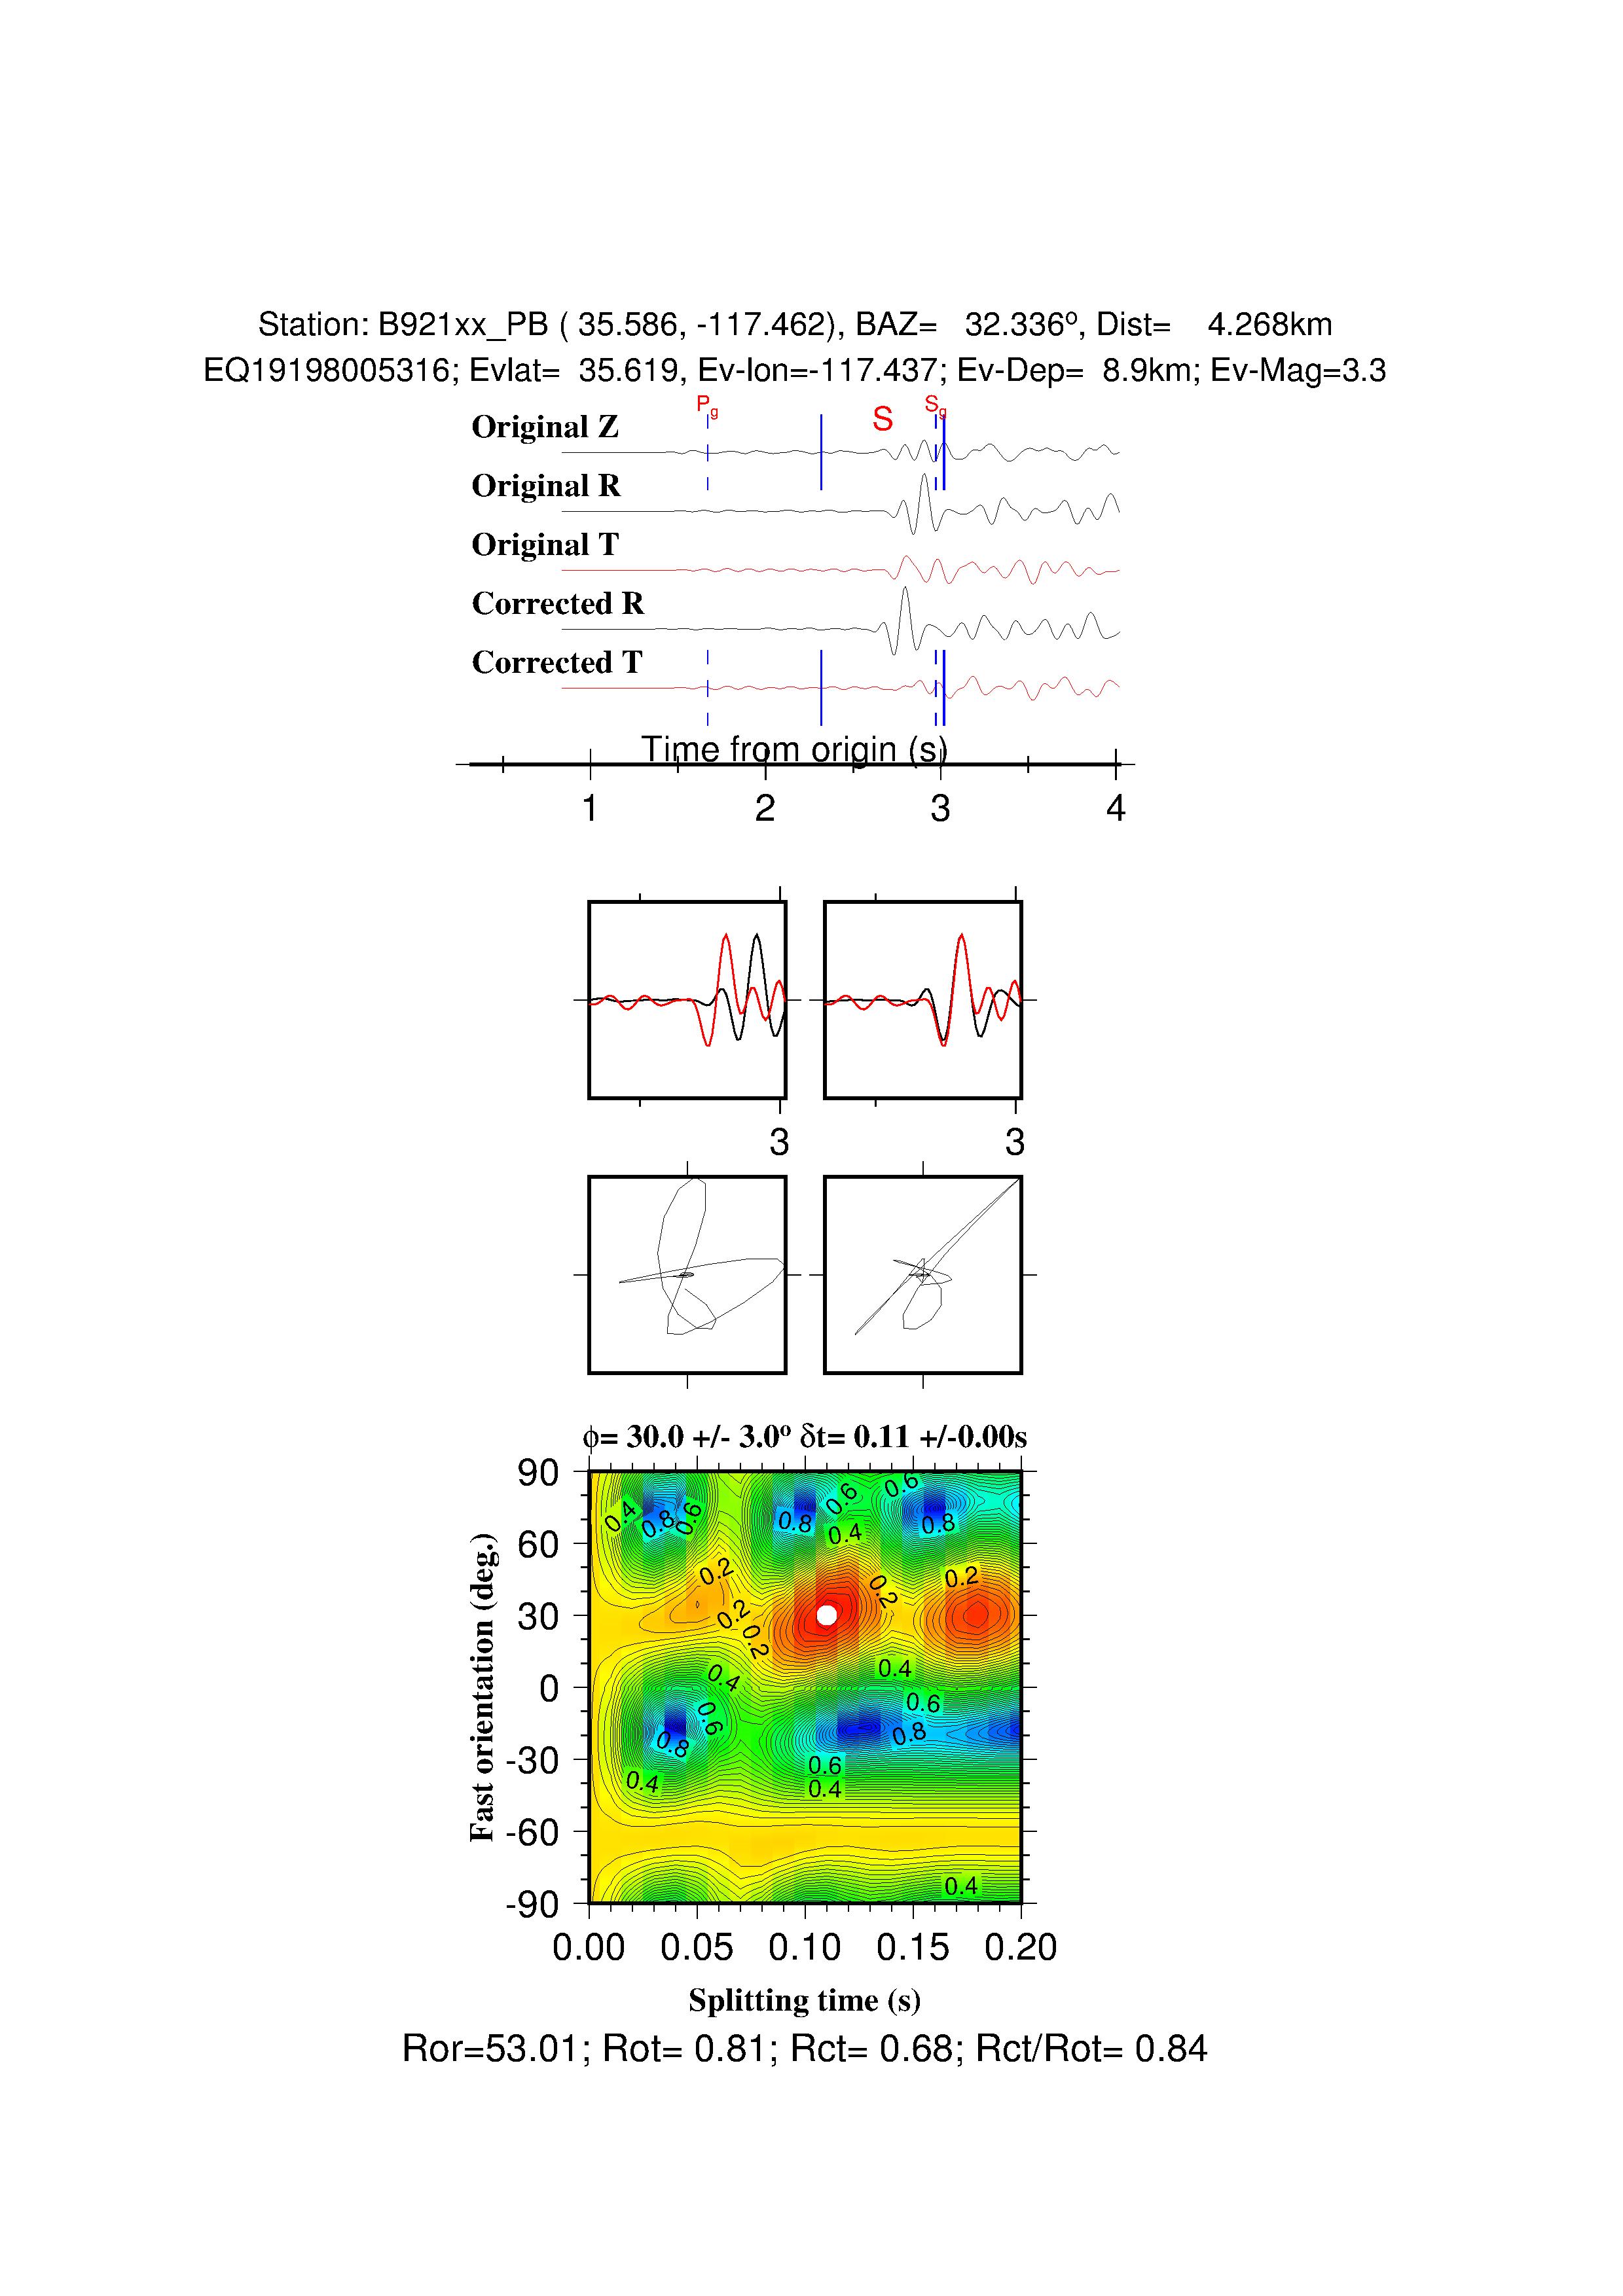 Station: B921xx_PB ( 35.586, -117.462), BAZ= 32.336º, Dist= 4.268km
EQ19198005316; Evlat= 35.619, Ev-lon=-117.437; Ev-Dep= 8.9km; Ev-Mag=3.3
Pg S Sg
Original Z
Original R
Original T
Corrected R
Corrected T
Time from origin (s)
1 2 3 4
3 3
ϕ= 30.0 +/- 3.0º δt= 0.11 +/-0.00s
Fast orientation (deg.)
90
60
30
0
-30
-60
-90
0.4 0.8 0.6 0.8 0.6 0.4 0.6 0.8
0.2 0.2 0.2 0.2 0.2
0.4 0.6 0.8 0.4 0.6 0.4 0.6 0.8
0.4 0.4
0.00 0.05 0.10 0.15 0.20
Splitting time (s)
Ror=53.01; Rot= 0.81; Rct= 0.68; Rct/Rot= 0.84